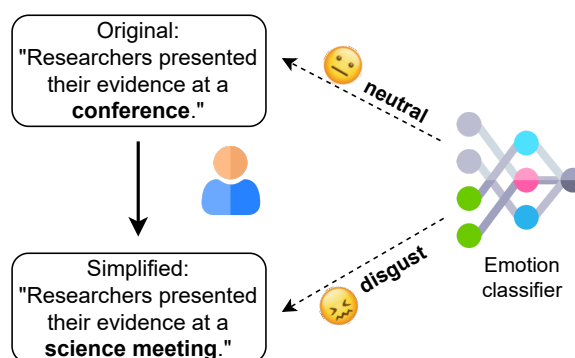 Original:
"Researchers presented
their evidence at a
conference."
neutral
Simplified:
"Researchers presented
their evidence at a
science meeting."
disgust
Emotion
classifier